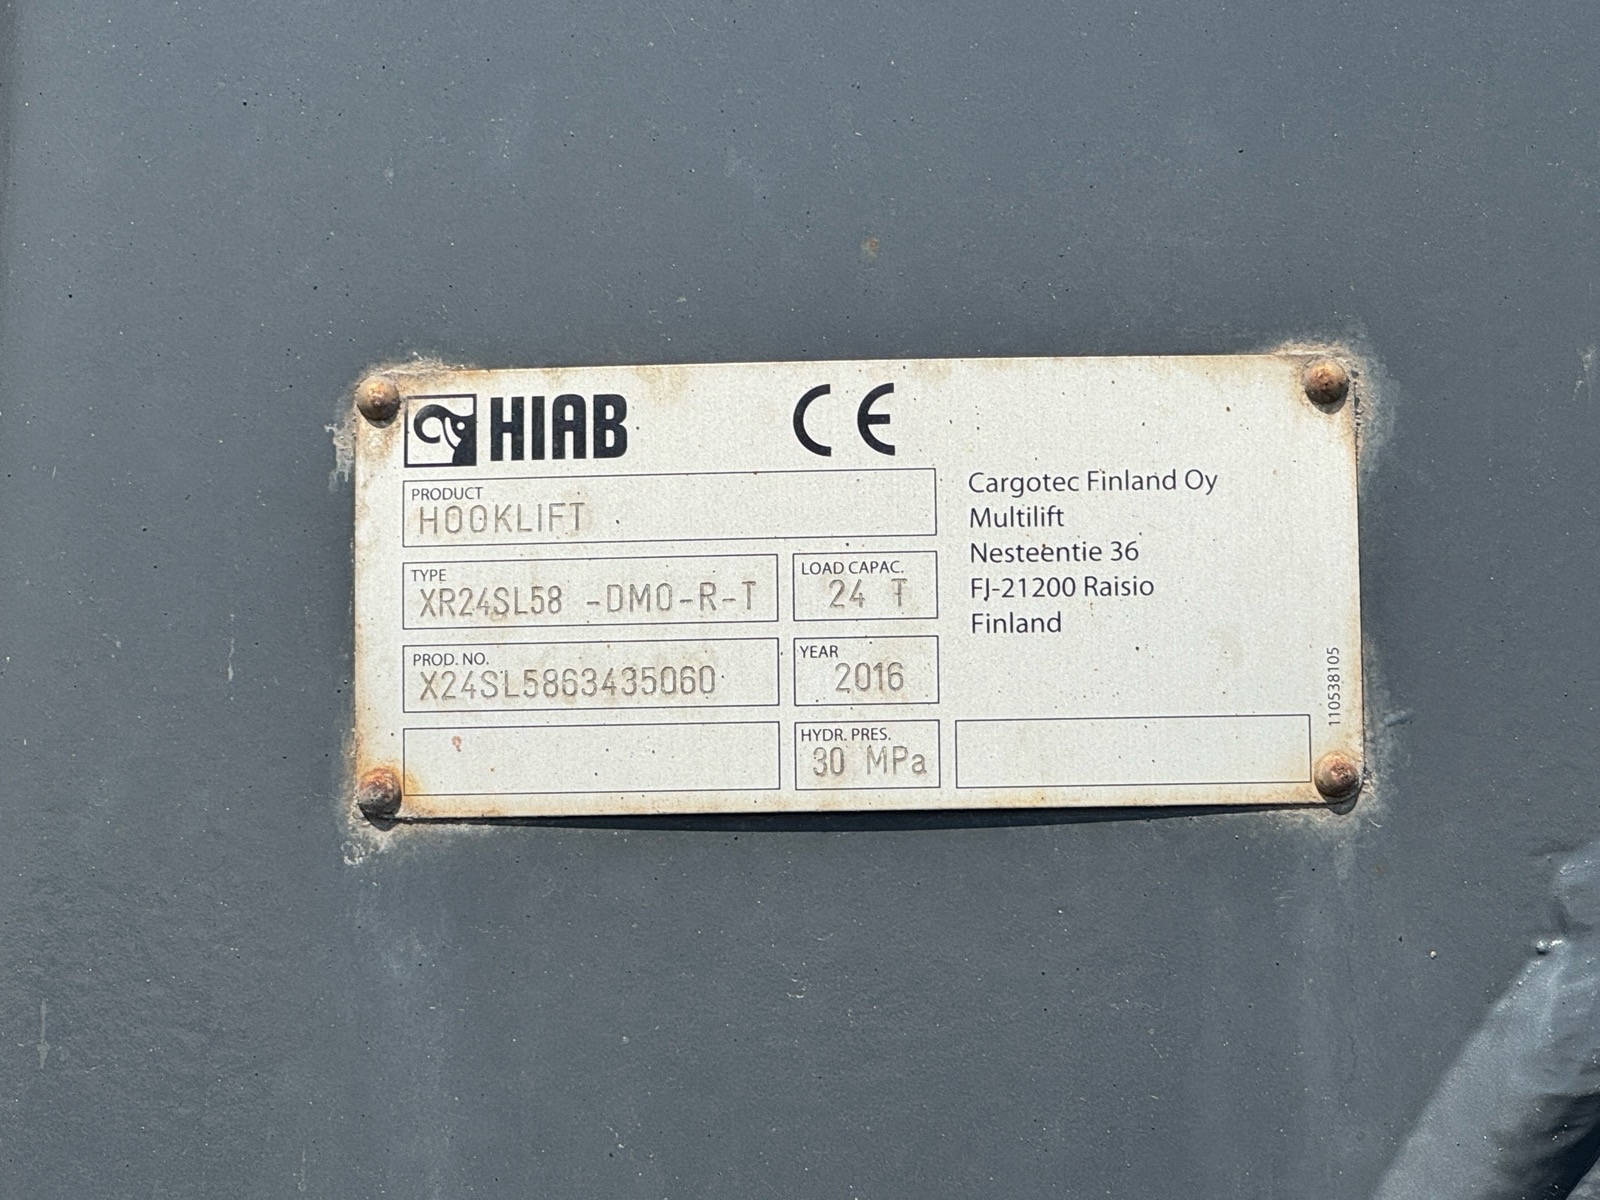 HIAB
CE
PRODUCT
HOOKLIFT
TYPE
XR24SL58 -DMO-R-T
LOAD CAPAC.
24 T
PROD. NO.
X24SL5863435060
YEAR
2016
HYDR. PRES.
30 MPa
Cargotec Finland Oy
Multilift
Nesteentie 36
FJ-21200 Raisio
Finland
110538105